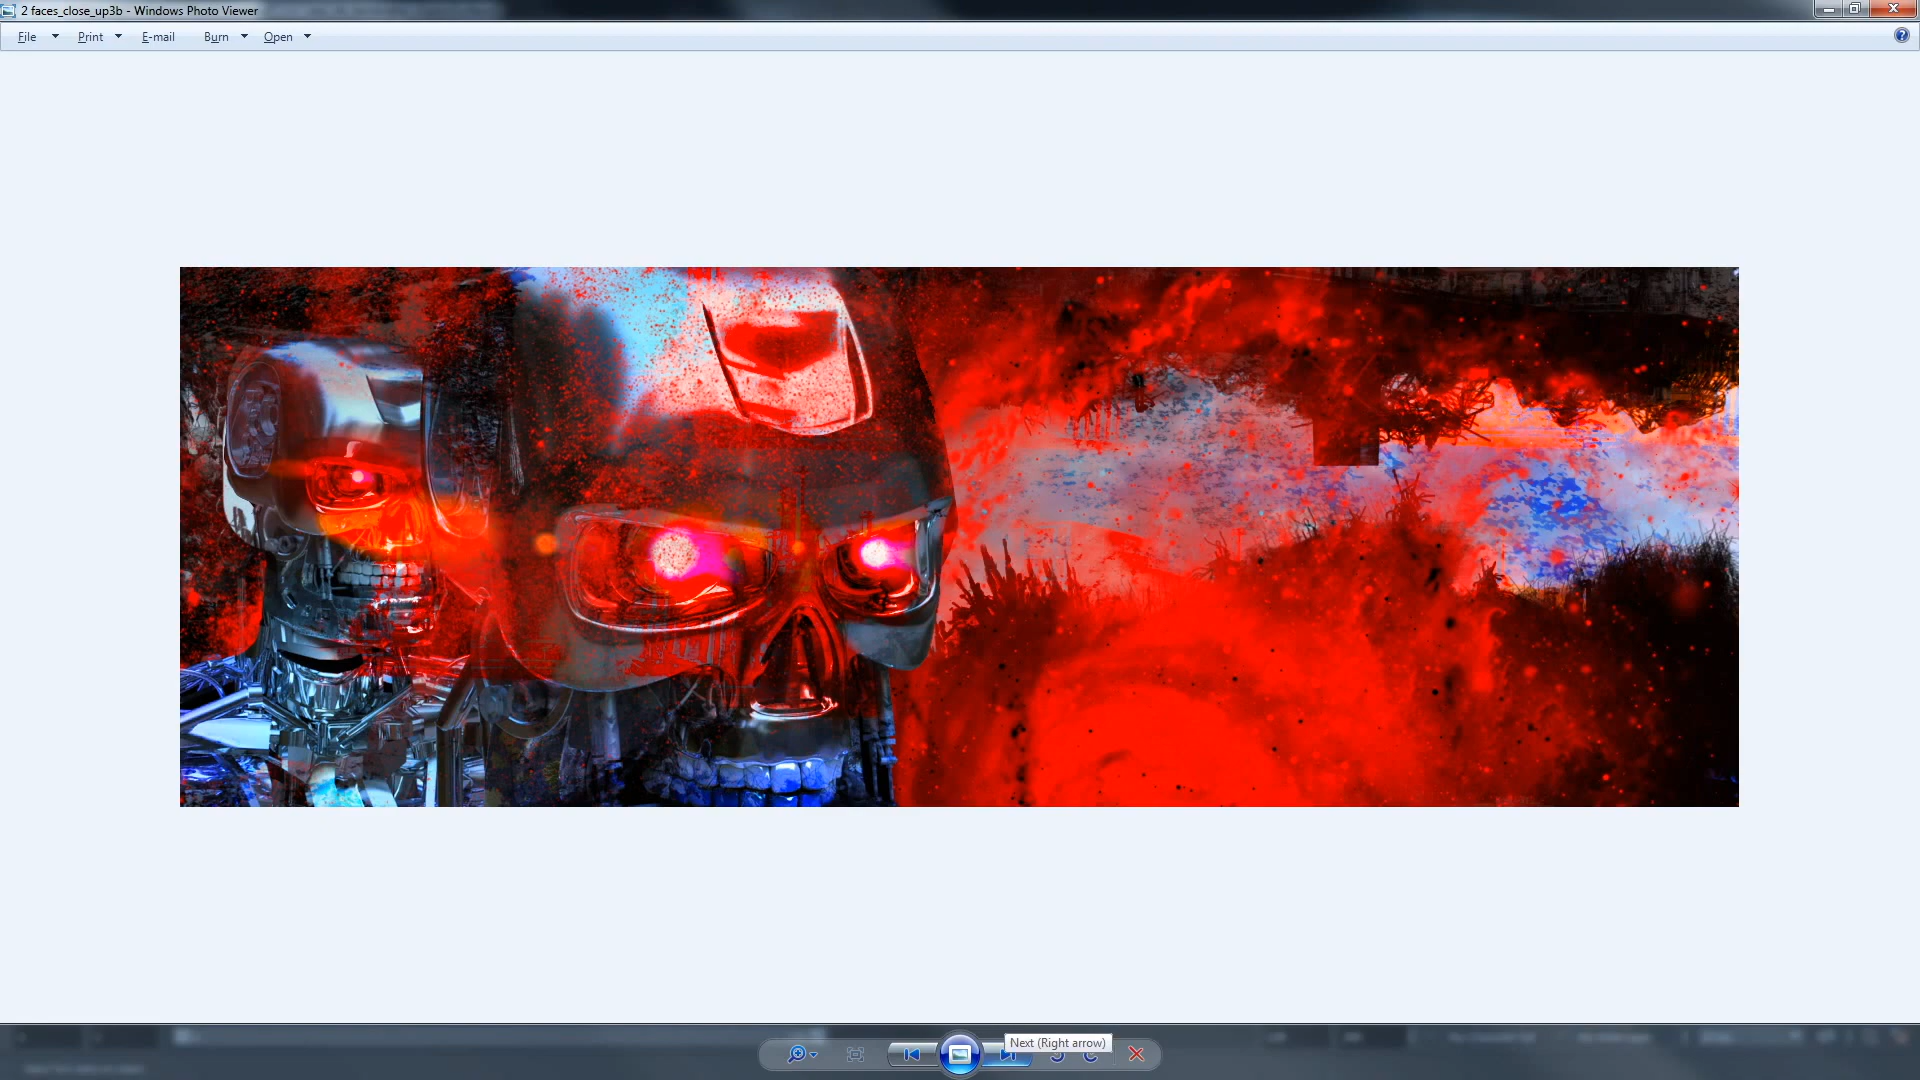 2 faces_close_up3b - Windows Photo Viewer
File Print E-mail Burn Open
Next (Right arrow)